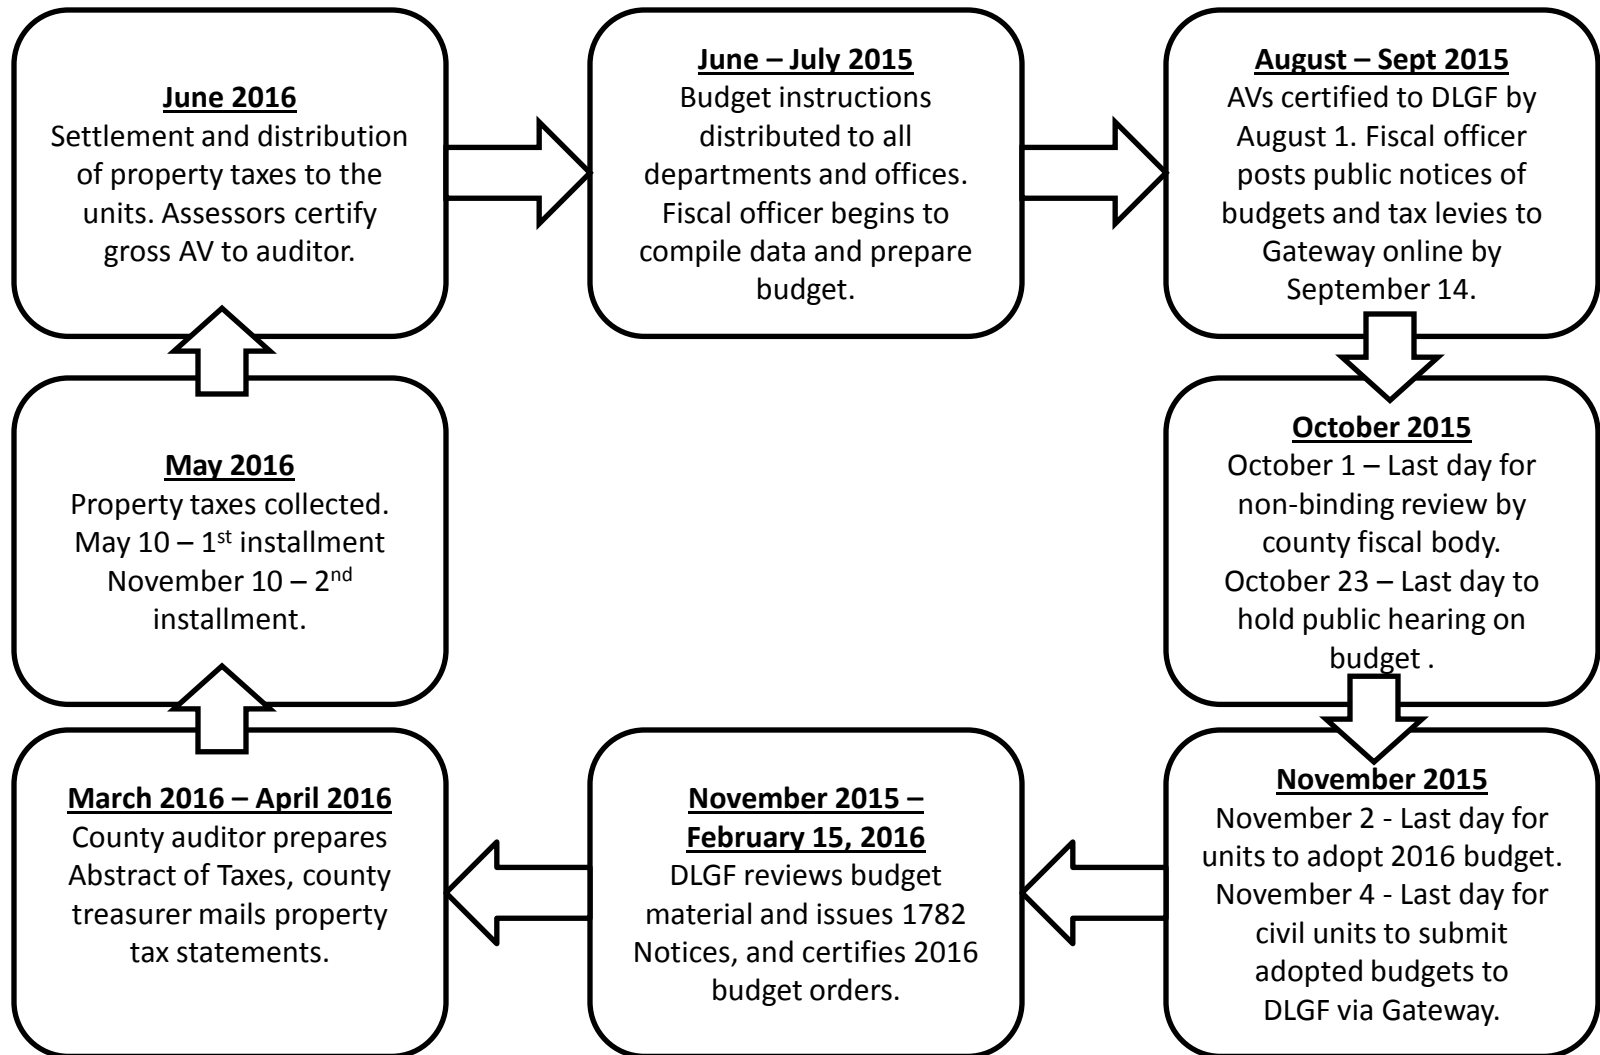 June 2016
Settlement and distribution
of property taxes to the
units. Assessors certify
gross AV to auditor.
June – July 2015
Budget instructions
distributed to all
departments and offices.
Fiscal officer begins to
compile data and prepare
budget.
August – Sept 2015
AVs certified to DLGF by
August 1. Fiscal officer
posts public notices of
budgets and tax levies to
Gateway online by
September 14.
October 2015
October 1 – Last day for
non-binding review by
county fiscal body.
October 23 – Last day to
hold public hearing on
budget .
November 2015
November 2 - Last day for
units to adopt 2016 budget.
November 4 - Last day for
civil units to submit
adopted budgets to
DLGF via Gateway.
November 2015 –
February 15, 2016
DLGF reviews budget
material and issues 1782
Notices, and certifies 2016
budget orders.
March 2016 – April 2016
County auditor prepares
Abstract of Taxes, county
treasurer mails property
tax statements.
May 2016
Property taxes collected.
May 10 – 1st installment
November 10 – 2nd
installment.